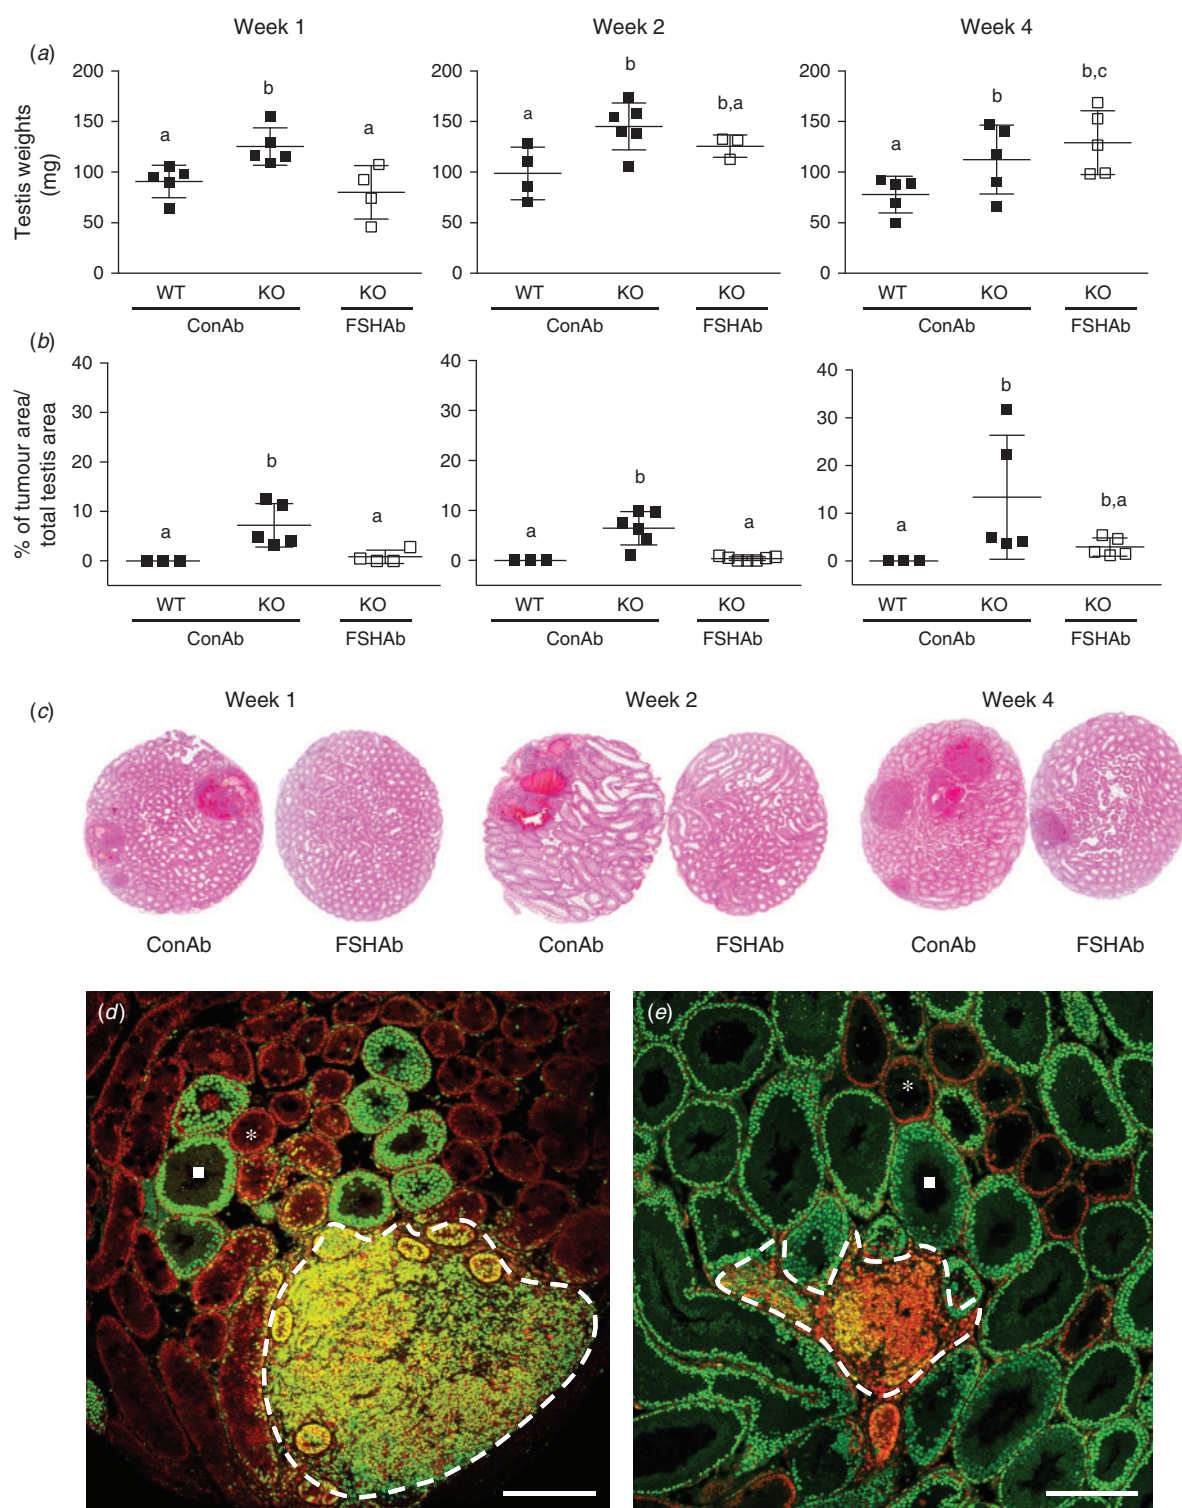 Week 1 Week 2 Week 4
(a)
200 200 200
b b b,c
150 a a 150 a b,a 150 a b
100 100 100
50 50 50
0 0 0
Testis weights
(mg)
WT KO KO WT KO KO WT KO KO
ConAb FSHAb ConAb FSHAb ConAb FSHAb
(b)
40 40 40
30 30 30
20 20 20
10 10 10
0 0 0
a b a a b a a b b,a
% of tumour area/
total testis area
WT KO KO WT KO KO WT KO KO
ConAb FSHAb ConAb FSHAb ConAb FSHAb
(c)
Week 1 Week 2 Week 4
ConAb FSHAb ConAb FSHAb ConAb FSHAb
(d) (e)
*
*